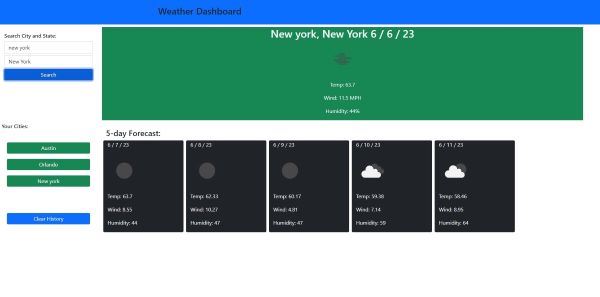 Weather Dashboard
Search City and State:
new york
New York
Search
Your Cities:
Austin
Orlando
New york
Clear History
New york, New York 6 / 6 / 23
Temp: 63.7
Wind: 11.5 MPH
Humidity: 44%
5-day Forecast:
6 / 7 / 23
Temp: 63.7
Wind: 8.55
Humidity: 44
6 / 8 / 23
Temp: 62.33
Wind: 10.27
Humidity: 47
6 / 9 / 23
Temp: 60.17
Wind: 4.81
Humidity: 47
6 / 10 / 23
Temp: 59.38
Wind: 7.14
Humidity: 59
6 / 11 / 23
Temp: 58.46
Wind: 8.95
Humidity: 64